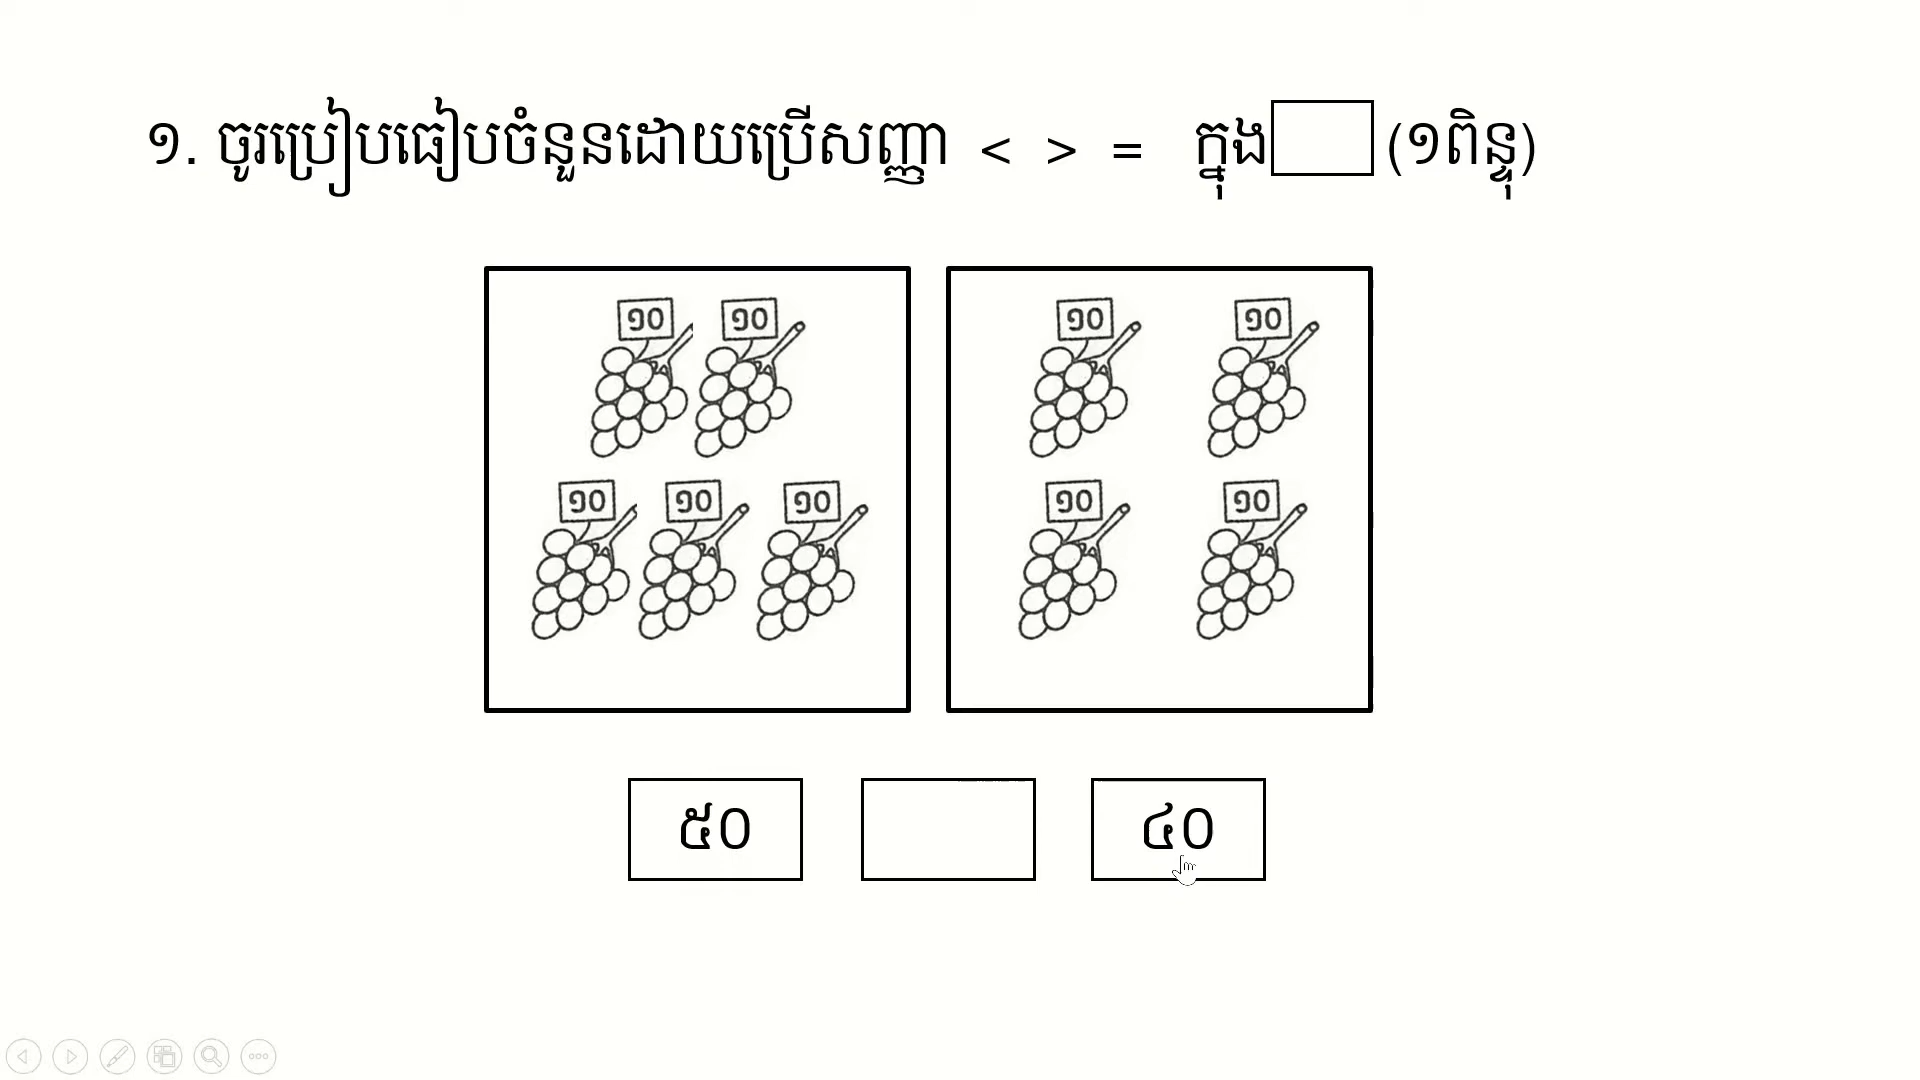 ១. ចូរប្រៀបធៀបចំនួនដោយប្រើសញ្ញា < > = ក្នុង (១ពិន្ទុ)
១០ ១០ ១០ ១០
១០ ១០ ១០ ១០ ១០
៥០ ៤០